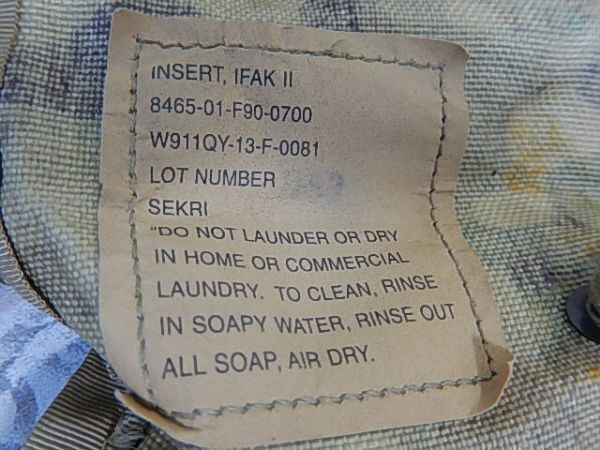 INSERT, IFAK II
8465-01-F90-0700
W911QY-13-F-0081
LOT NUMBER
SEKRI
"DO NOT LAUNDER OR DRY
IN HOME OR COMMERCIAL
LAUNDRY. TO CLEAN, RINSE
IN SOAPY WATER, RINSE OUT
ALL SOAP, AIR DRY.